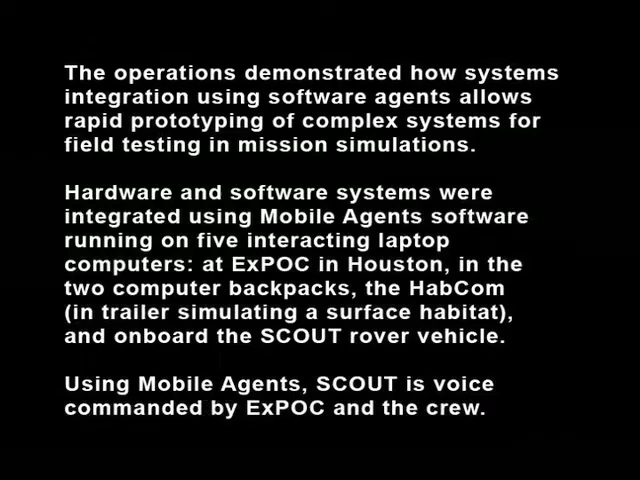 The operations demonstrated how systems
integration using software agents allows
rapid prototyping of complex systems for
field testing in mission simulations.
Hardware and software systems were
integrated using Mobile Agents software
running on five interacting laptop
computers: at ExPOC in Houston, in the
two computer backpacks, the HabCom
(in trailer simulating a surface habitat),
and onboard the SCOUT rover vehicle.
Using Mobile Agents, SCOUT is voice
commanded by ExPOC and the crew.